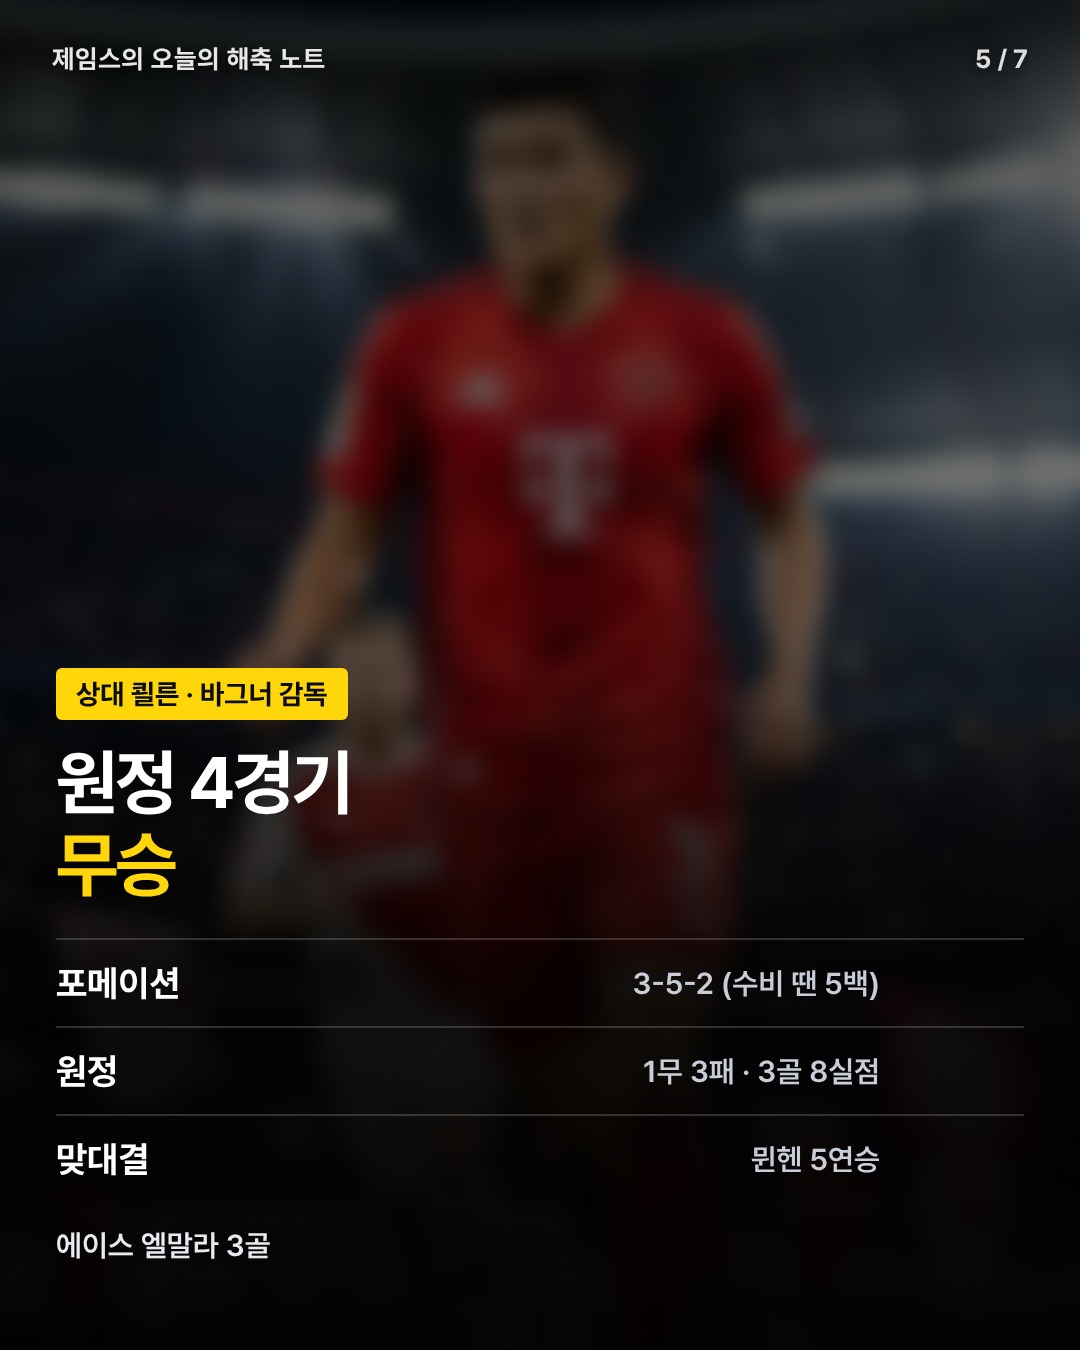 제임스의 오늘의 해축 노트
5 / 7
상대 쾰른 · 바그너 감독
원정 4경기
무승
포메이션
3-5-2 (수비 땐 5백)
원정
1무 3패 · 3골 8실점
맞대결
뮌헨 5연승
에이스 엘말라 3골